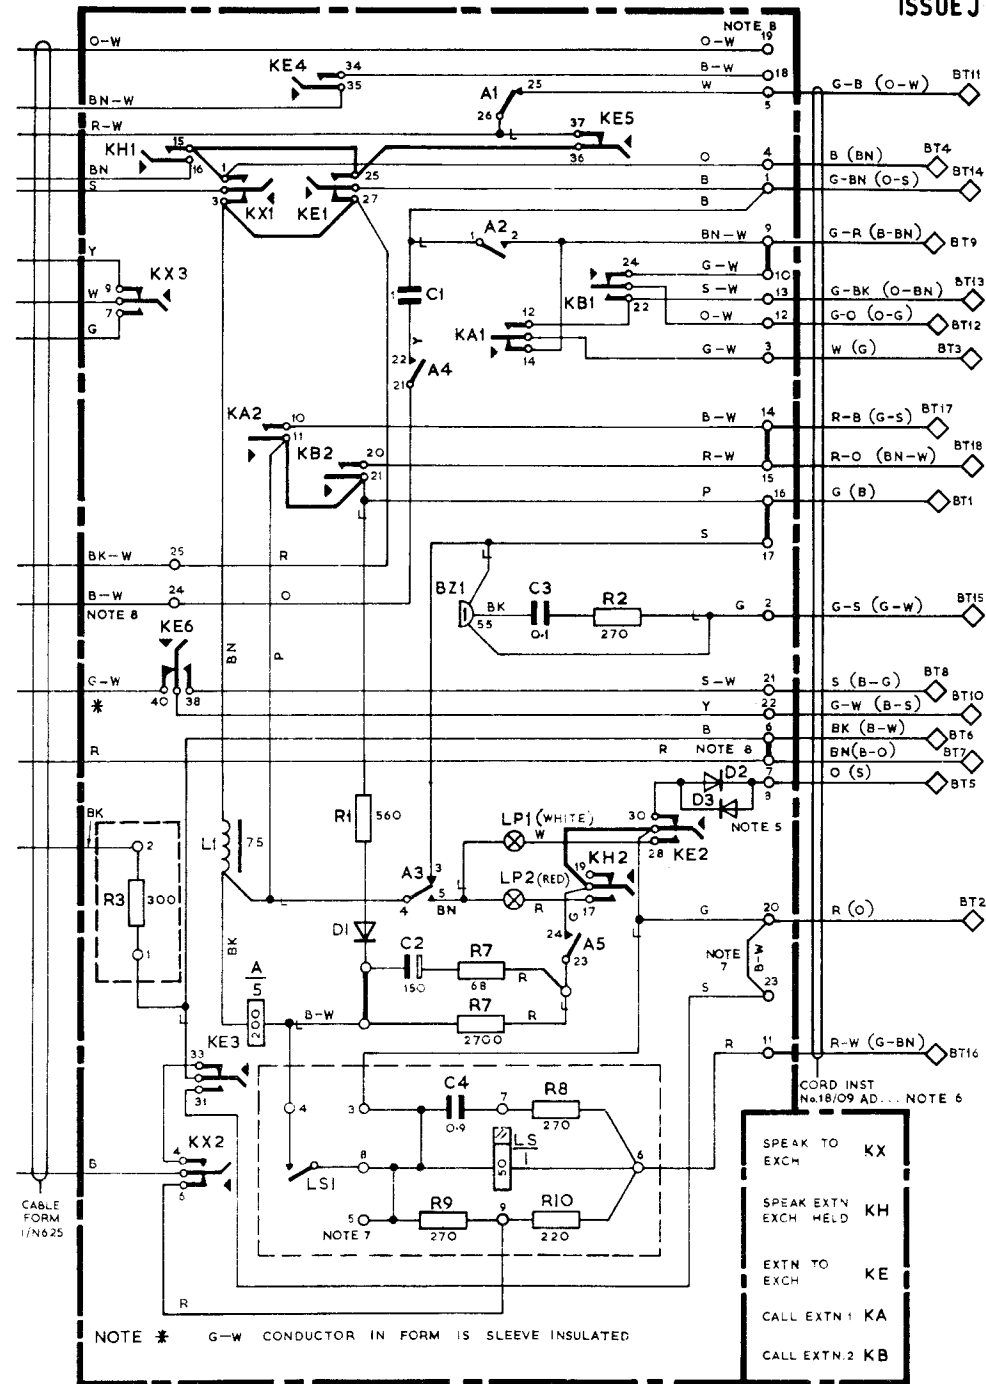 ISSUE J
NOTE 8
O-W O-W 19
KE4 34 B-W 18
35 A1 25 W 5 G-B (O-W) BT11
BN-W 26
R-W L 37 KE5
KH1 15 36
16 1 25 O 4 B (BN) BT4
BN
S B 1 G-BN (O-S) BT14
3 KX1 KE1 27 B
A2
L 1 2 BN-W 9 G-R (B-BN) BT9
Y
KX3 24 G-W 10
9 C1 KB1 S-W 13 G-BK (O-BN) BT13
W 1 22
7 12 O-W 12 G-O (O-G) BT12
G KA1
Y 14 G-W 3 W (G) BT3
22 A4
21
KA2 10 B-W 14 R-B (G-S) BT17
11
KB2 20 R-W 15 R-O (BN-W) BT18
21
L P 16 G (B) BT1
L S 17
BK-W 25 R
BZ1 C3 R2
B-W 24 O
NOTE 8 BK 55 0·1 270 L G 2 G-S (G-W) BT15
KE6
BN P
G-W 40 38 S-W 21 S (B-G) BT8
* Y 22 G-W (B-S) BT10
B 6 BK (B-W) BT6
R R NOTE 8 7 BN(B-O) BT7
D2 8 O (S) BT5
D3
NOTE 5
BK R1 560 LP1 (WHITE) 30
L1 75 W 28 KE2
2 19 KH2
A3 3 L LP2 (RED)
R3 300 L 4 5 BN R 17
G 20 R (O) BT2
G L
24 A5
1 BK D1 C2 R7 23 NOTE 7 B-W
150 68 R S 23
A
5
L 200 L B-W R7 L
2700 R
R 11 R-W (G-BN) BT16
KE3
33
31
CORD INST
No.18/09 AD... NOTE 6
C4 R8
4 3 7
0·9 270
KX2 LS
1
4 50
B 8 6
6 LS1
R9 9 R10
5 270 220
NOTE 7
CABLE
FORM
1/N625
R
NOTE * G-W CONDUCTOR IN FORM IS SLEEVE INSULATED
SPEAK TO
EXCH KX
SPEAK EXTN
EXCH HELD KH
EXTN TO
EXCH KE
CALL EXTN 1 KA
CALL EXTN.2 KB